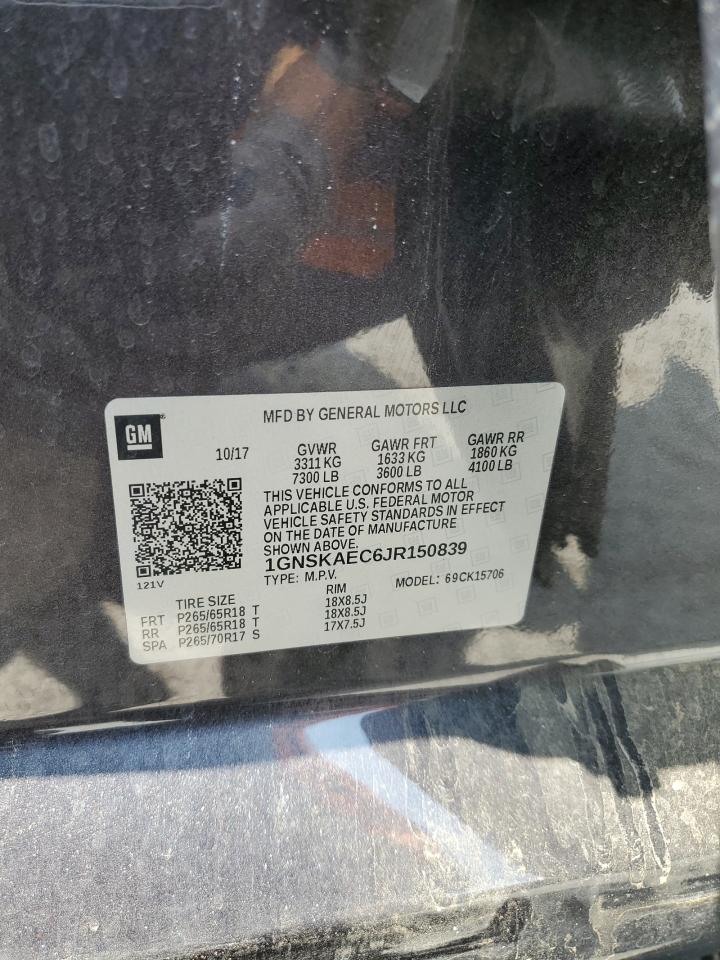 MFD BY GENERAL MOTORS LLC
GM ®
10/17 GVWR GAWR FRT GAWR RR
3311 KG 1633 KG 1860 KG
7300 LB 3600 LB 4100 LB
THIS VEHICLE CONFORMS TO ALL
APPLICABLE U.S. FEDERAL MOTOR
VEHICLE SAFETY STANDARDS IN EFFECT
ON THE DATE OF MANUFACTURE
SHOWN ABOVE.
1GNSKAEC6JR150839
121V
TYPE: M.P.V. MODEL: 69CK15706
TIRE SIZE RIM
FRT P265/65R18 T 18X8.5J
RR P265/65R18 T 18X8.5J
SPA P265/70R17 S 17X7.5J